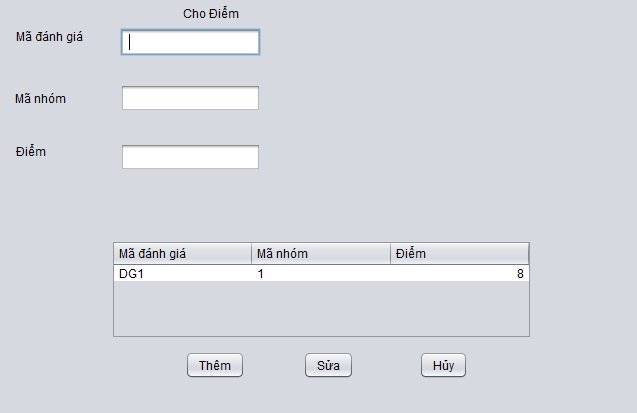 Cho Điểm
Mã đánh giá
Mã nhóm
Điểm
Mã đánh giá Mã nhóm Điểm
DG1 1 8
Thêm Sửa Hủy